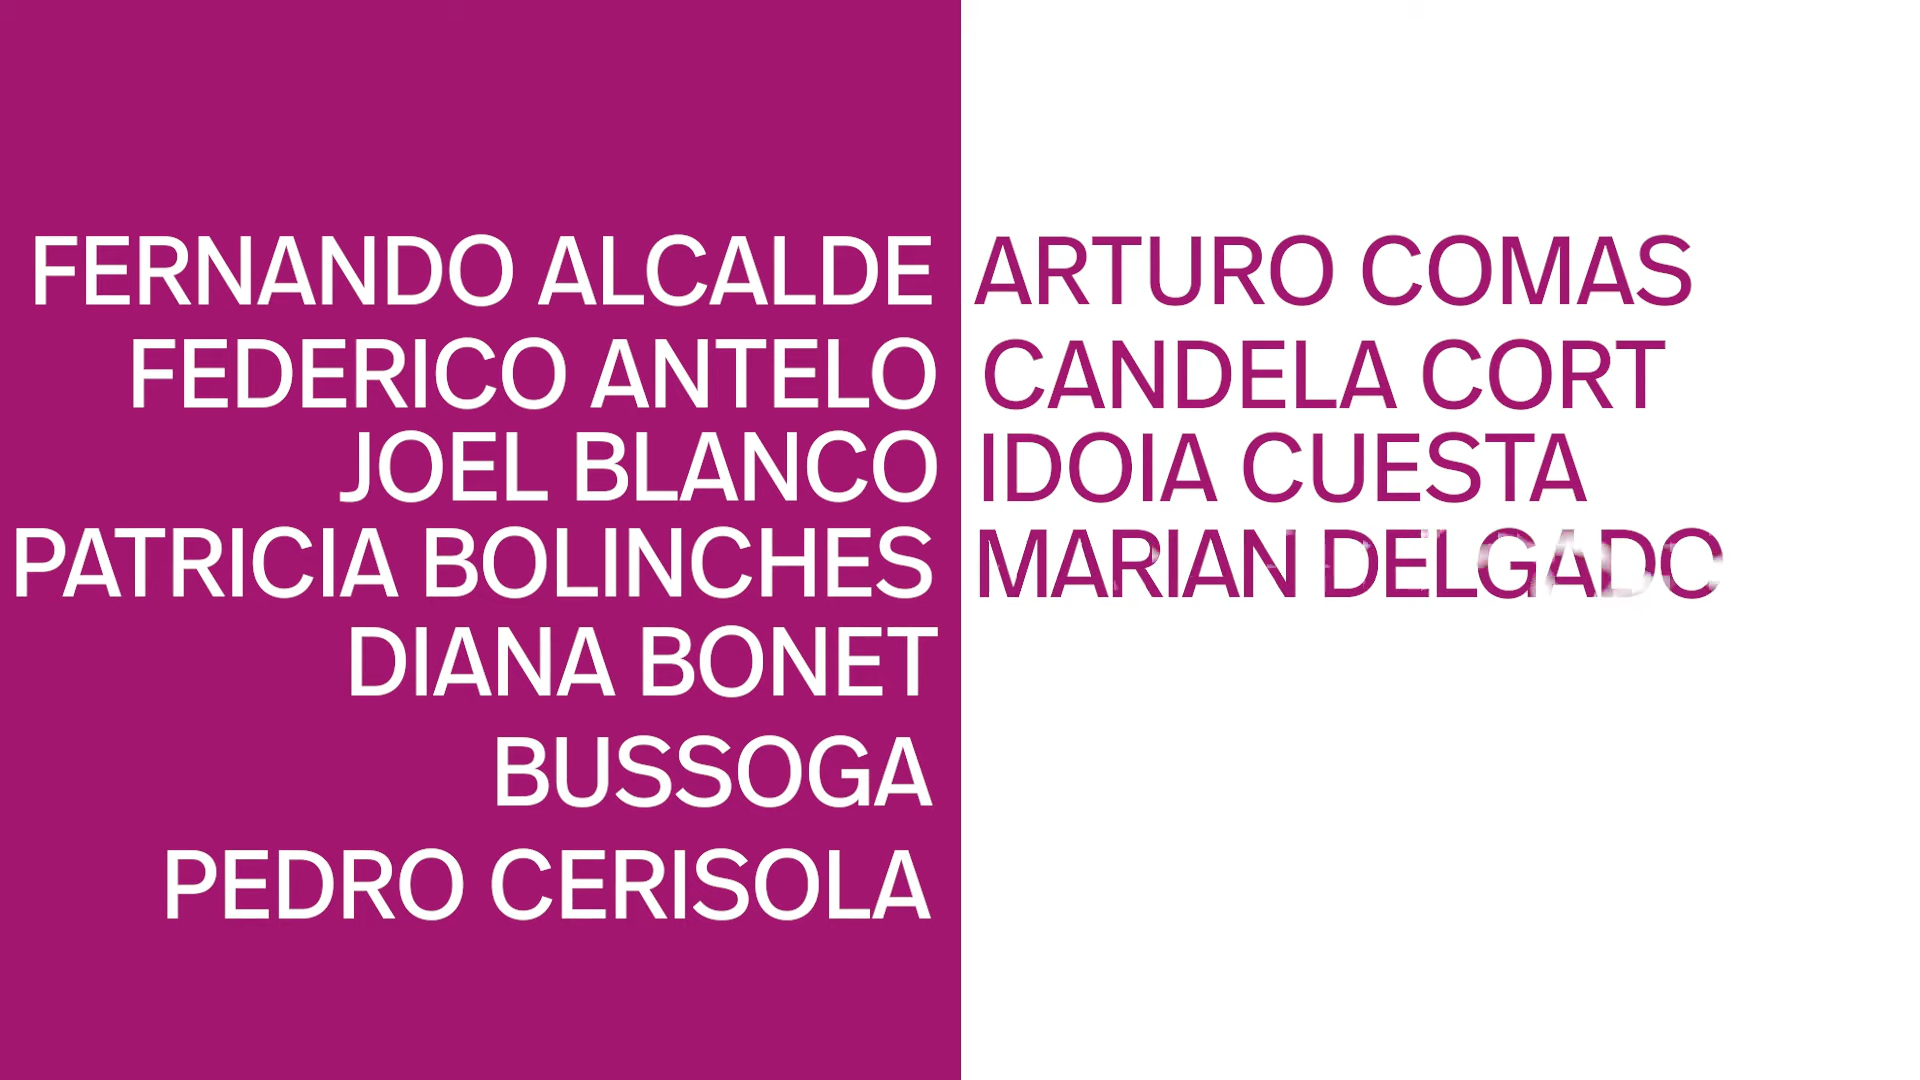 FERNANDO ALCALDE
FEDERICO ANTELO
JOEL BLANCO
PATRICIA BOLINCHES
DIANA BONET
BUSSOGA
PEDRO CERISOLA
ARTURO COMAS
CANDELA CORT
IDOIA CUESTA
MARIAN DELGADO